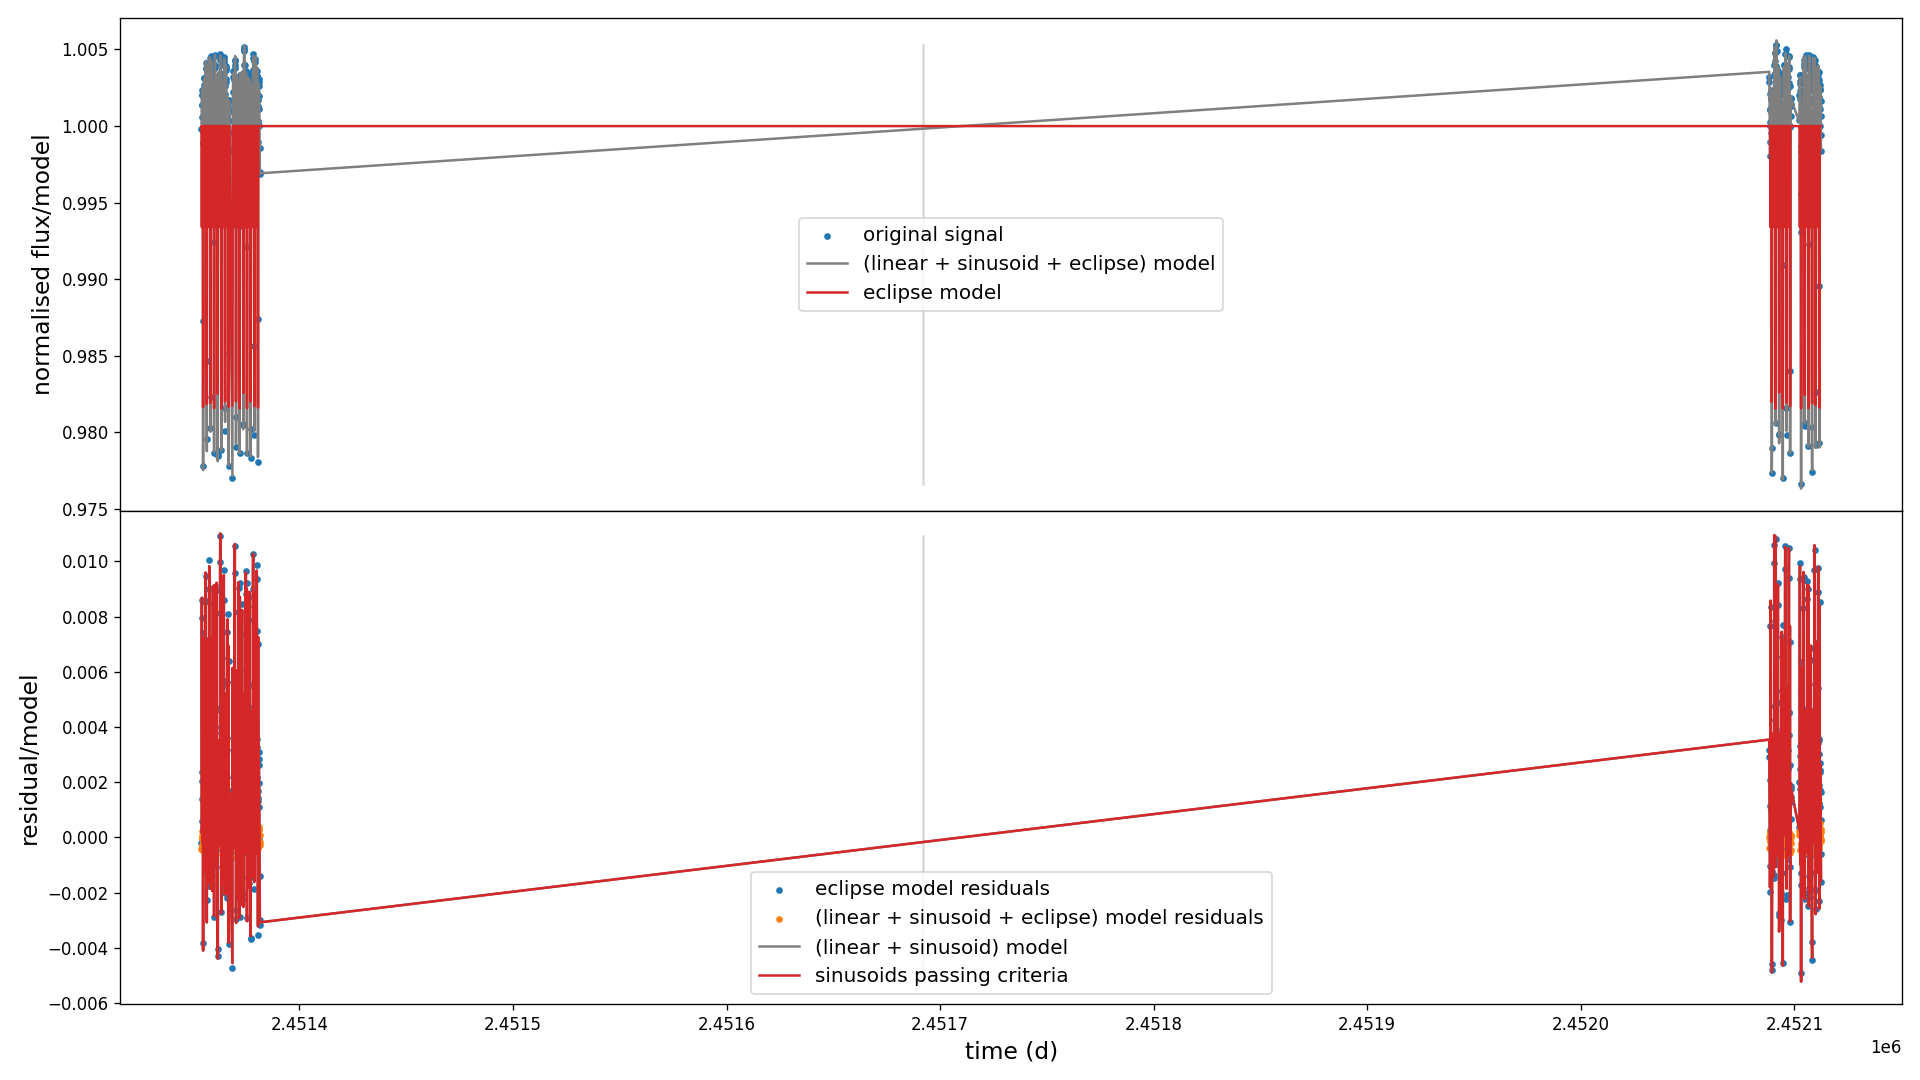 normalised flux/model
1.005
1.000
0.995
0.990
0.985
0.980
0.975
original signal
(linear + sinusoid + eclipse) model
eclipse model
residual/model
0.010
0.008
0.006
0.004
0.002
0.000
−0.002
−0.004
−0.006
eclipse model residuals
(linear + sinusoid + eclipse) model residuals
(linear + sinusoid) model
sinusoids passing criteria
2.4514 2.4515 2.4516 2.4517 2.4518 2.4519 2.4520 2.4521
time (d)
1e6